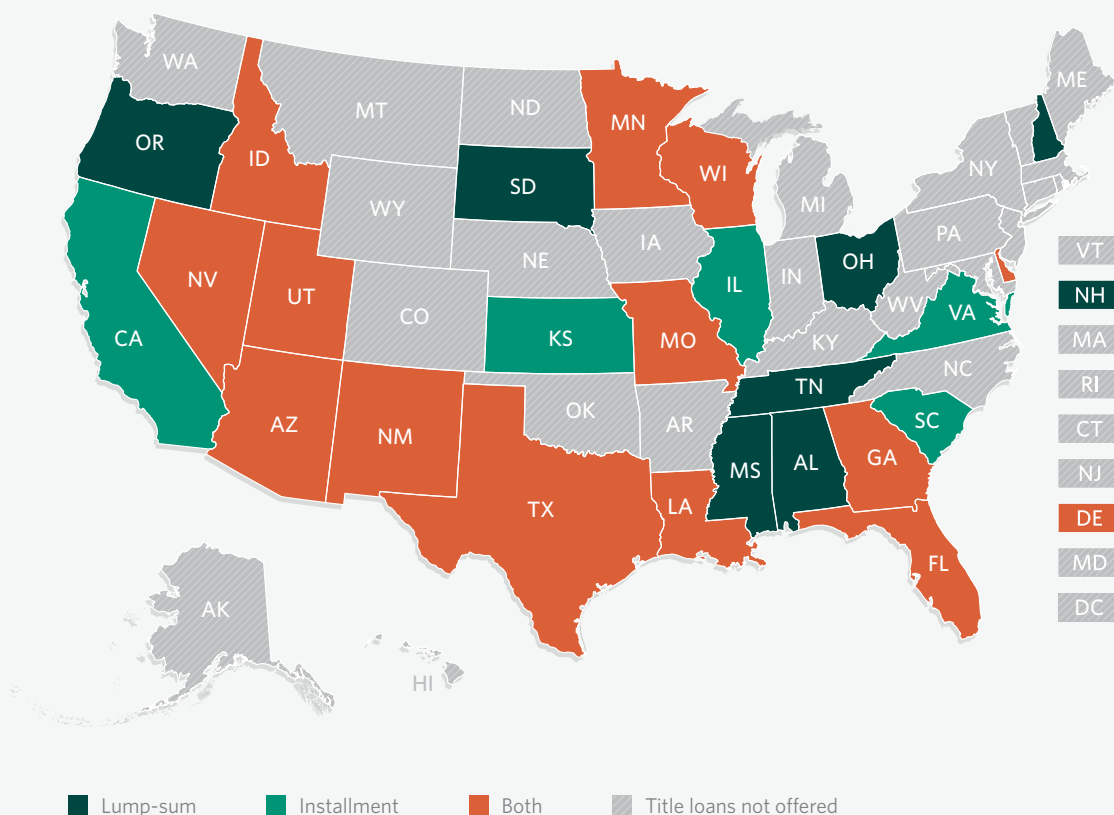 WA
MT
ND
MN
ME
OR
ID
SD
WI
NY
WY
MI
IA
PA
NE
NV
UT
CO
CA
KS
IL
IN
OH
WV
VA
MO
KY
NC
TN
OK
AR
SC
AZ
NM
MS
AL
GA
TX
LA
FL
AK
HI
VT
NH
MA
RI
CT
NJ
DE
MD
DC
Lump-sum Installment Both Title loans not offered